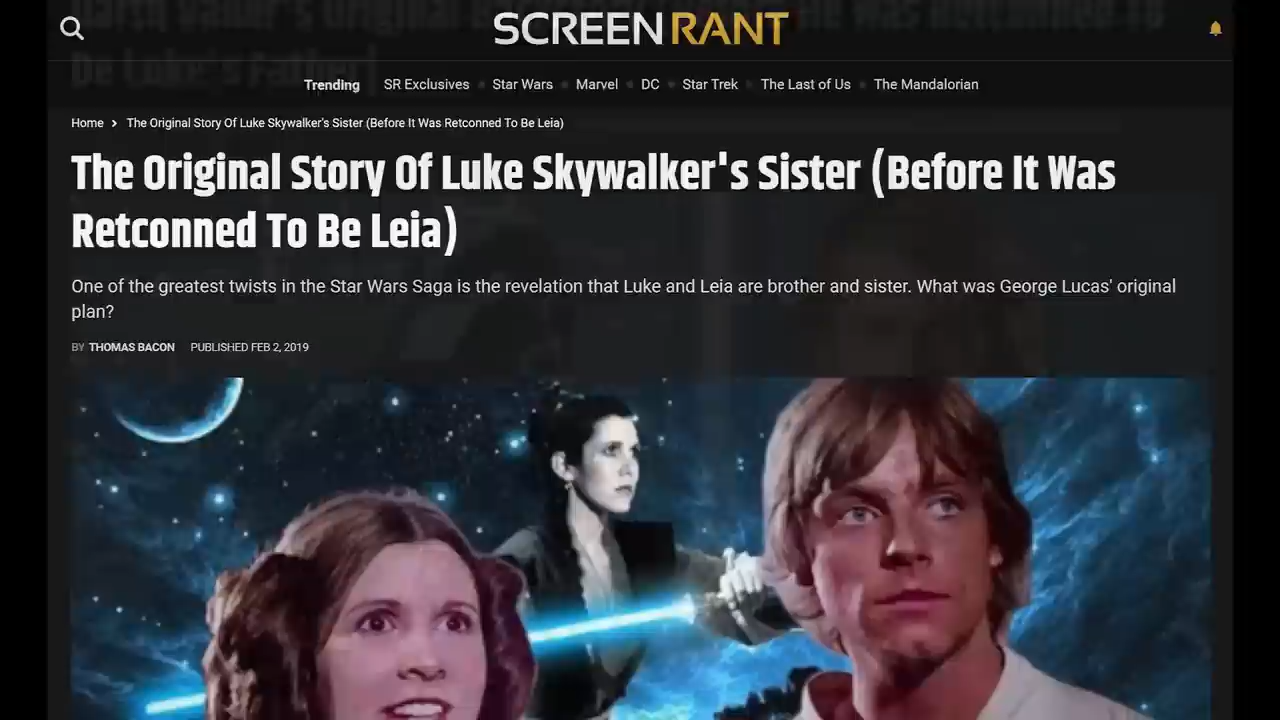 SCREENRANT
Trending SR Exclusives Star Wars Marvel DC Star Trek The Last of Us The Mandalorian
Home > The Original Story Of Luke Skywalker's Sister (Before It Was Retconned To Be Leia)
The Original Story Of Luke Skywalker's Sister (Before It Was
Retconned To Be Leia)
One of the greatest twists in the Star Wars Saga is the revelation that Luke and Leia are brother and sister. What was George Lucas' original
plan?
BY THOMAS BACON PUBLISHED FEB 2, 2019